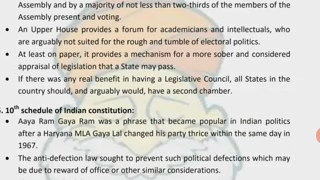 Assembly and by a majority of not less than two-thirds of the members of the
Assembly present and voting.
• An Upper House provides a forum for academicians and intellectuals, who
are arguably not suited for the rough and tumble of electoral politics.
• At least on paper, it provides a mechanism for a more sober and considered
appraisal of legislation that a State may pass.
• If there was any real benefit in having a Legislative Council, all States in the
country should, and arguably would, have a second chamber.
. 10th schedule of Indian constitution:
• Aaya Ram Gaya Ram was a phrase that became popular in Indian politics
after a Haryana MLA Gaya Lal changed his party thrice within the same day in
1967.
• The anti-defection law sought to prevent such political defections which may
be due to reward of office or other similar considerations.